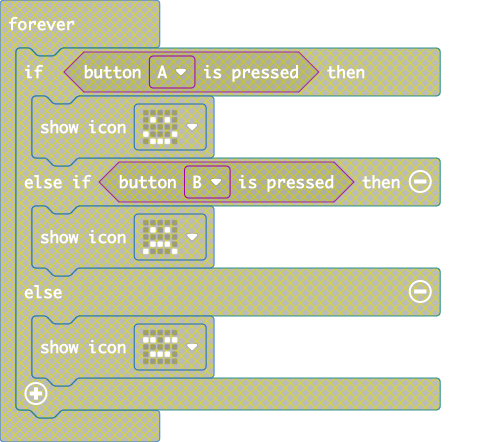 forever
if button A is pressed then
show icon
else if button B is pressed then
show icon
else
show icon